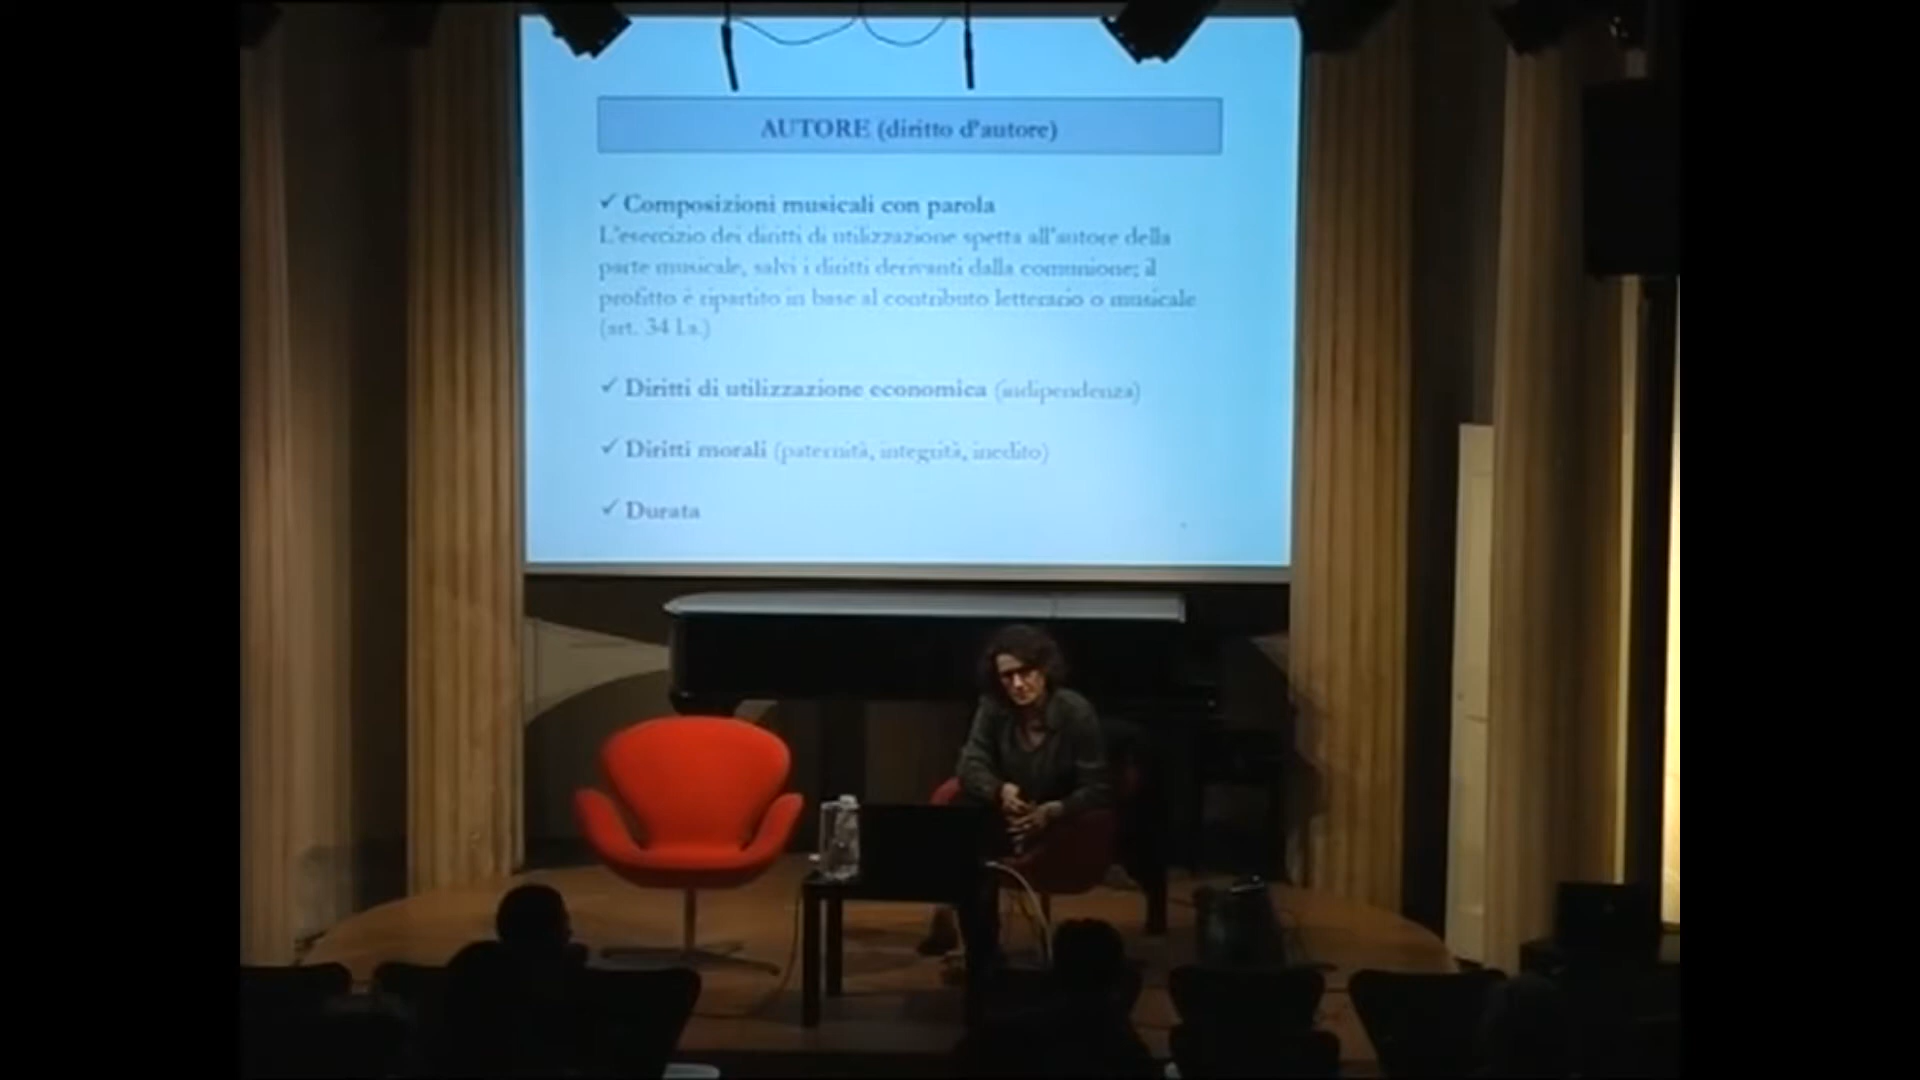 AUTORE (diritto d'autore)
✓ Composizioni musicali con parola
L'esercizio dei diritti di utilizzazione spetta all'autore della
parte musicale, salvi i diritti derivanti dalla comunione; il
profitto è ripartito in base al contributo letterario o musicale
(art. 34 l.a.)
✓ Diritti di utilizzazione economica (indipendenza)
✓ Diritti morali (paternità, integrità, inedito)
✓ Durata